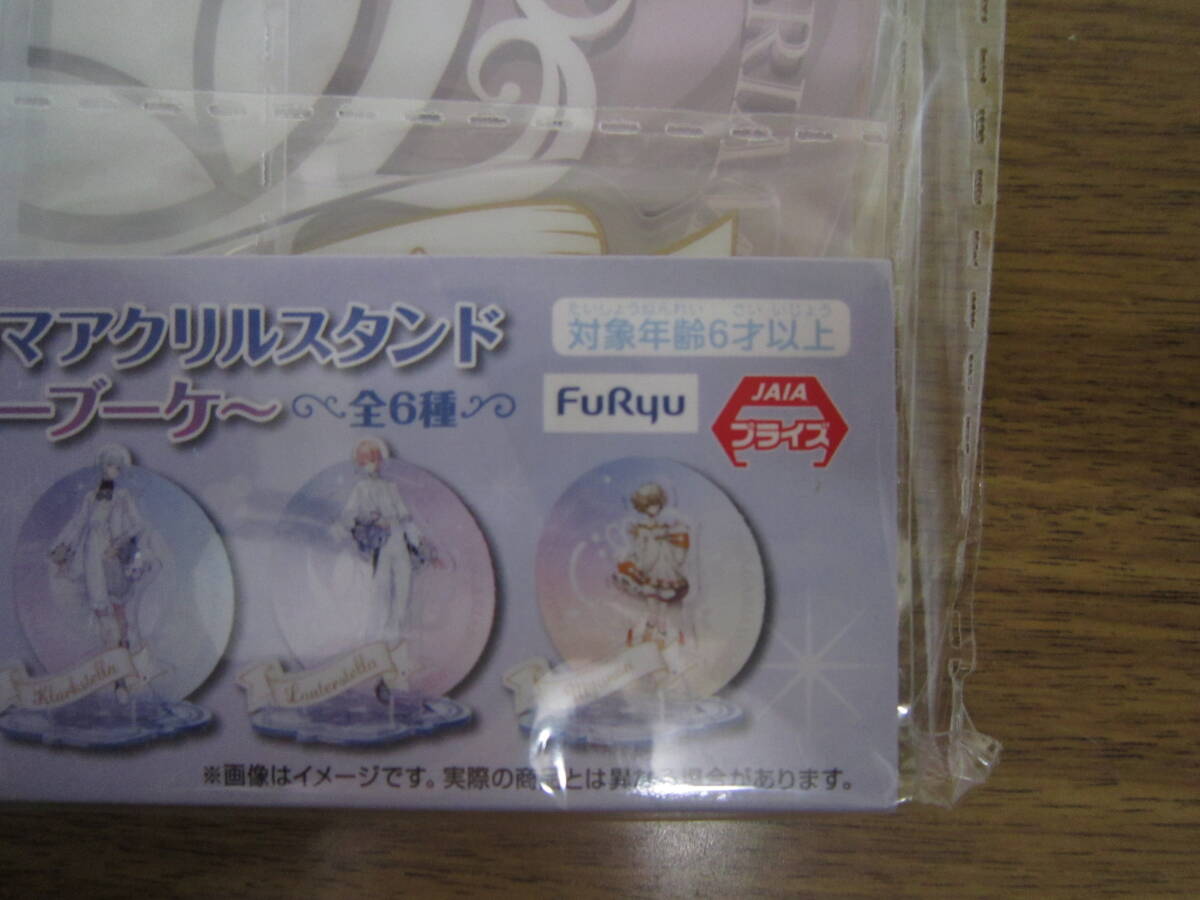 RIA
マアクリルスタンド
たいしょうねんれい さい いじょう
対象年齢6才以上
ーブーケ〜
全6種
FuRyu
JAIA
プライズ
Klarkstella
Lauterstella
※画像はイメージです。実際の商品とは異なる場合があります。